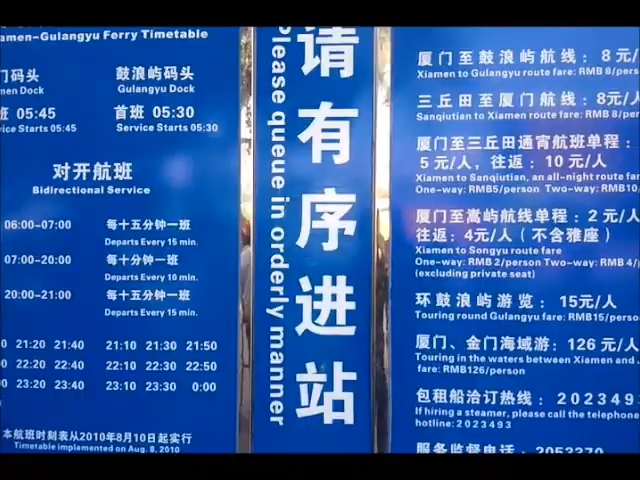 Xiamen-Gulangyu Ferry Timetable
门码头 鼓浪屿码头
Xiamen Dock Gulangyu Dock
班 05:45 首班 05:30
Service Starts 05:45 Service Starts 05:30
对开航班
Bidirectional Service
06:00-07:00 每十五分钟一班
Departs Every 15 min.
07:00-20:00 每十分钟一班
Departs Every 10 min.
20:00-21:00 每十五分钟一班
Departs Every 15 min.
21:20 21:40 21:10 21:30 21:50
22:20 22:40 22:10 22:30 22:50
23:20 23:40 23:10 23:30 0:00
本航班时刻表从2010年8月10日起实行
Timetable implemented on Aug. 8, 2010
请有序进站
Please queue in orderly manner
厦门至鼓浪屿航线：8元/
Xiamen to Gulangyu route fare: RMB 8/pers
三丘田至厦门航线：8元/人
Sanqiutian to Xiamen route fare: RMB 8/per
厦门至三丘田通宵航班单程：
5元/人，往返：10元/人
Xiamen to Sanqiutian, an all-night route far
One-way: RMB5/person Two-way: RMB10
厦门至嵩屿航线单程：2元/人
往返：4元/人（不含雅座）
Xiamen to Songyu route fare
One-way: RMB 2/person Two-way: RMB 4/
(excluding private seat)
环鼓浪屿游览：15元/人
Touring round Gulangyu fare: RMB15/perso
厦门、金门海域游：126元/人
Touring in the waters between Xiamen and
fare: RMB126/person
包租船洽订热线：2023493
If hiring a steamer, please call the telephone
hotline: 2023493
服务监督电话：2053370